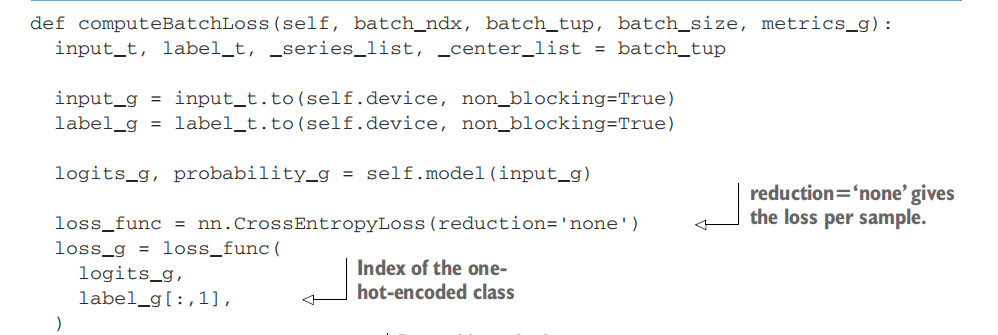 def computeBatchLoss(self, batch_ndx, batch_tup, batch_size, metrics_g):
  input_t, label_t, _series_list, _center_list = batch_tup

  input_g = input_t.to(self.device, non_blocking=True)
  label_g = label_t.to(self.device, non_blocking=True)

  logits_g, probability_g = self.model(input_g)

reduction=‘none’ gives
the loss per sample.
  loss_func = nn.CrossEntropyLoss(reduction='none')
  loss_g = loss_func(
    logits_g,
    label_g[:,1],
  )
Index of the one-
hot-encoded class